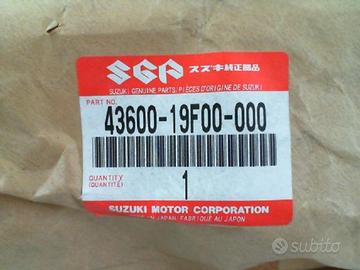 SGP スズキ純正部品
SUZUKI GENUINE PARTS/PIÈCES D'ORIGINE DE SUZUKI
PART NO.
43600-19F00-000
QUANTITY
(QUANTITÉ)
1
SUZUKI MOTOR CORPORATION
IN JAPAN, FABRIQUÉ AU JAPON
subito